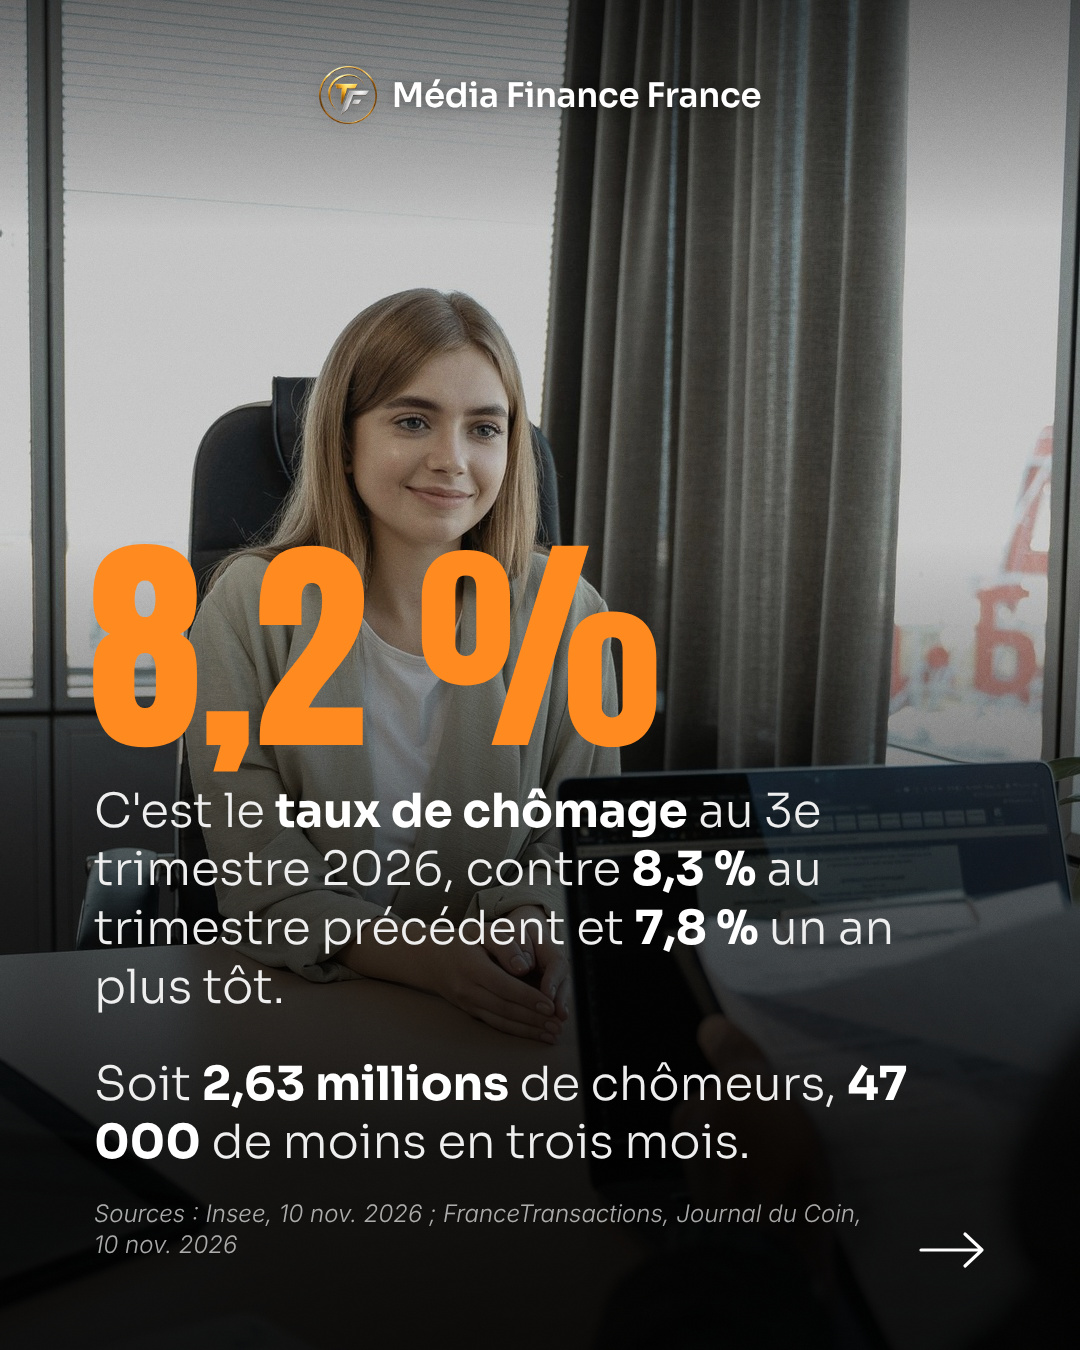 Média Finance France
8,2 %
C'est le taux de chômage au 3e
trimestre 2026, contre 8,3 % au
trimestre précédent et 7,8 % un an
plus tôt.
Soit 2,63 millions de chômeurs, 47
000 de moins en trois mois.
Sources : Insee, 10 nov. 2026 ; FranceTransactions, Journal du Coin,
10 nov. 2026